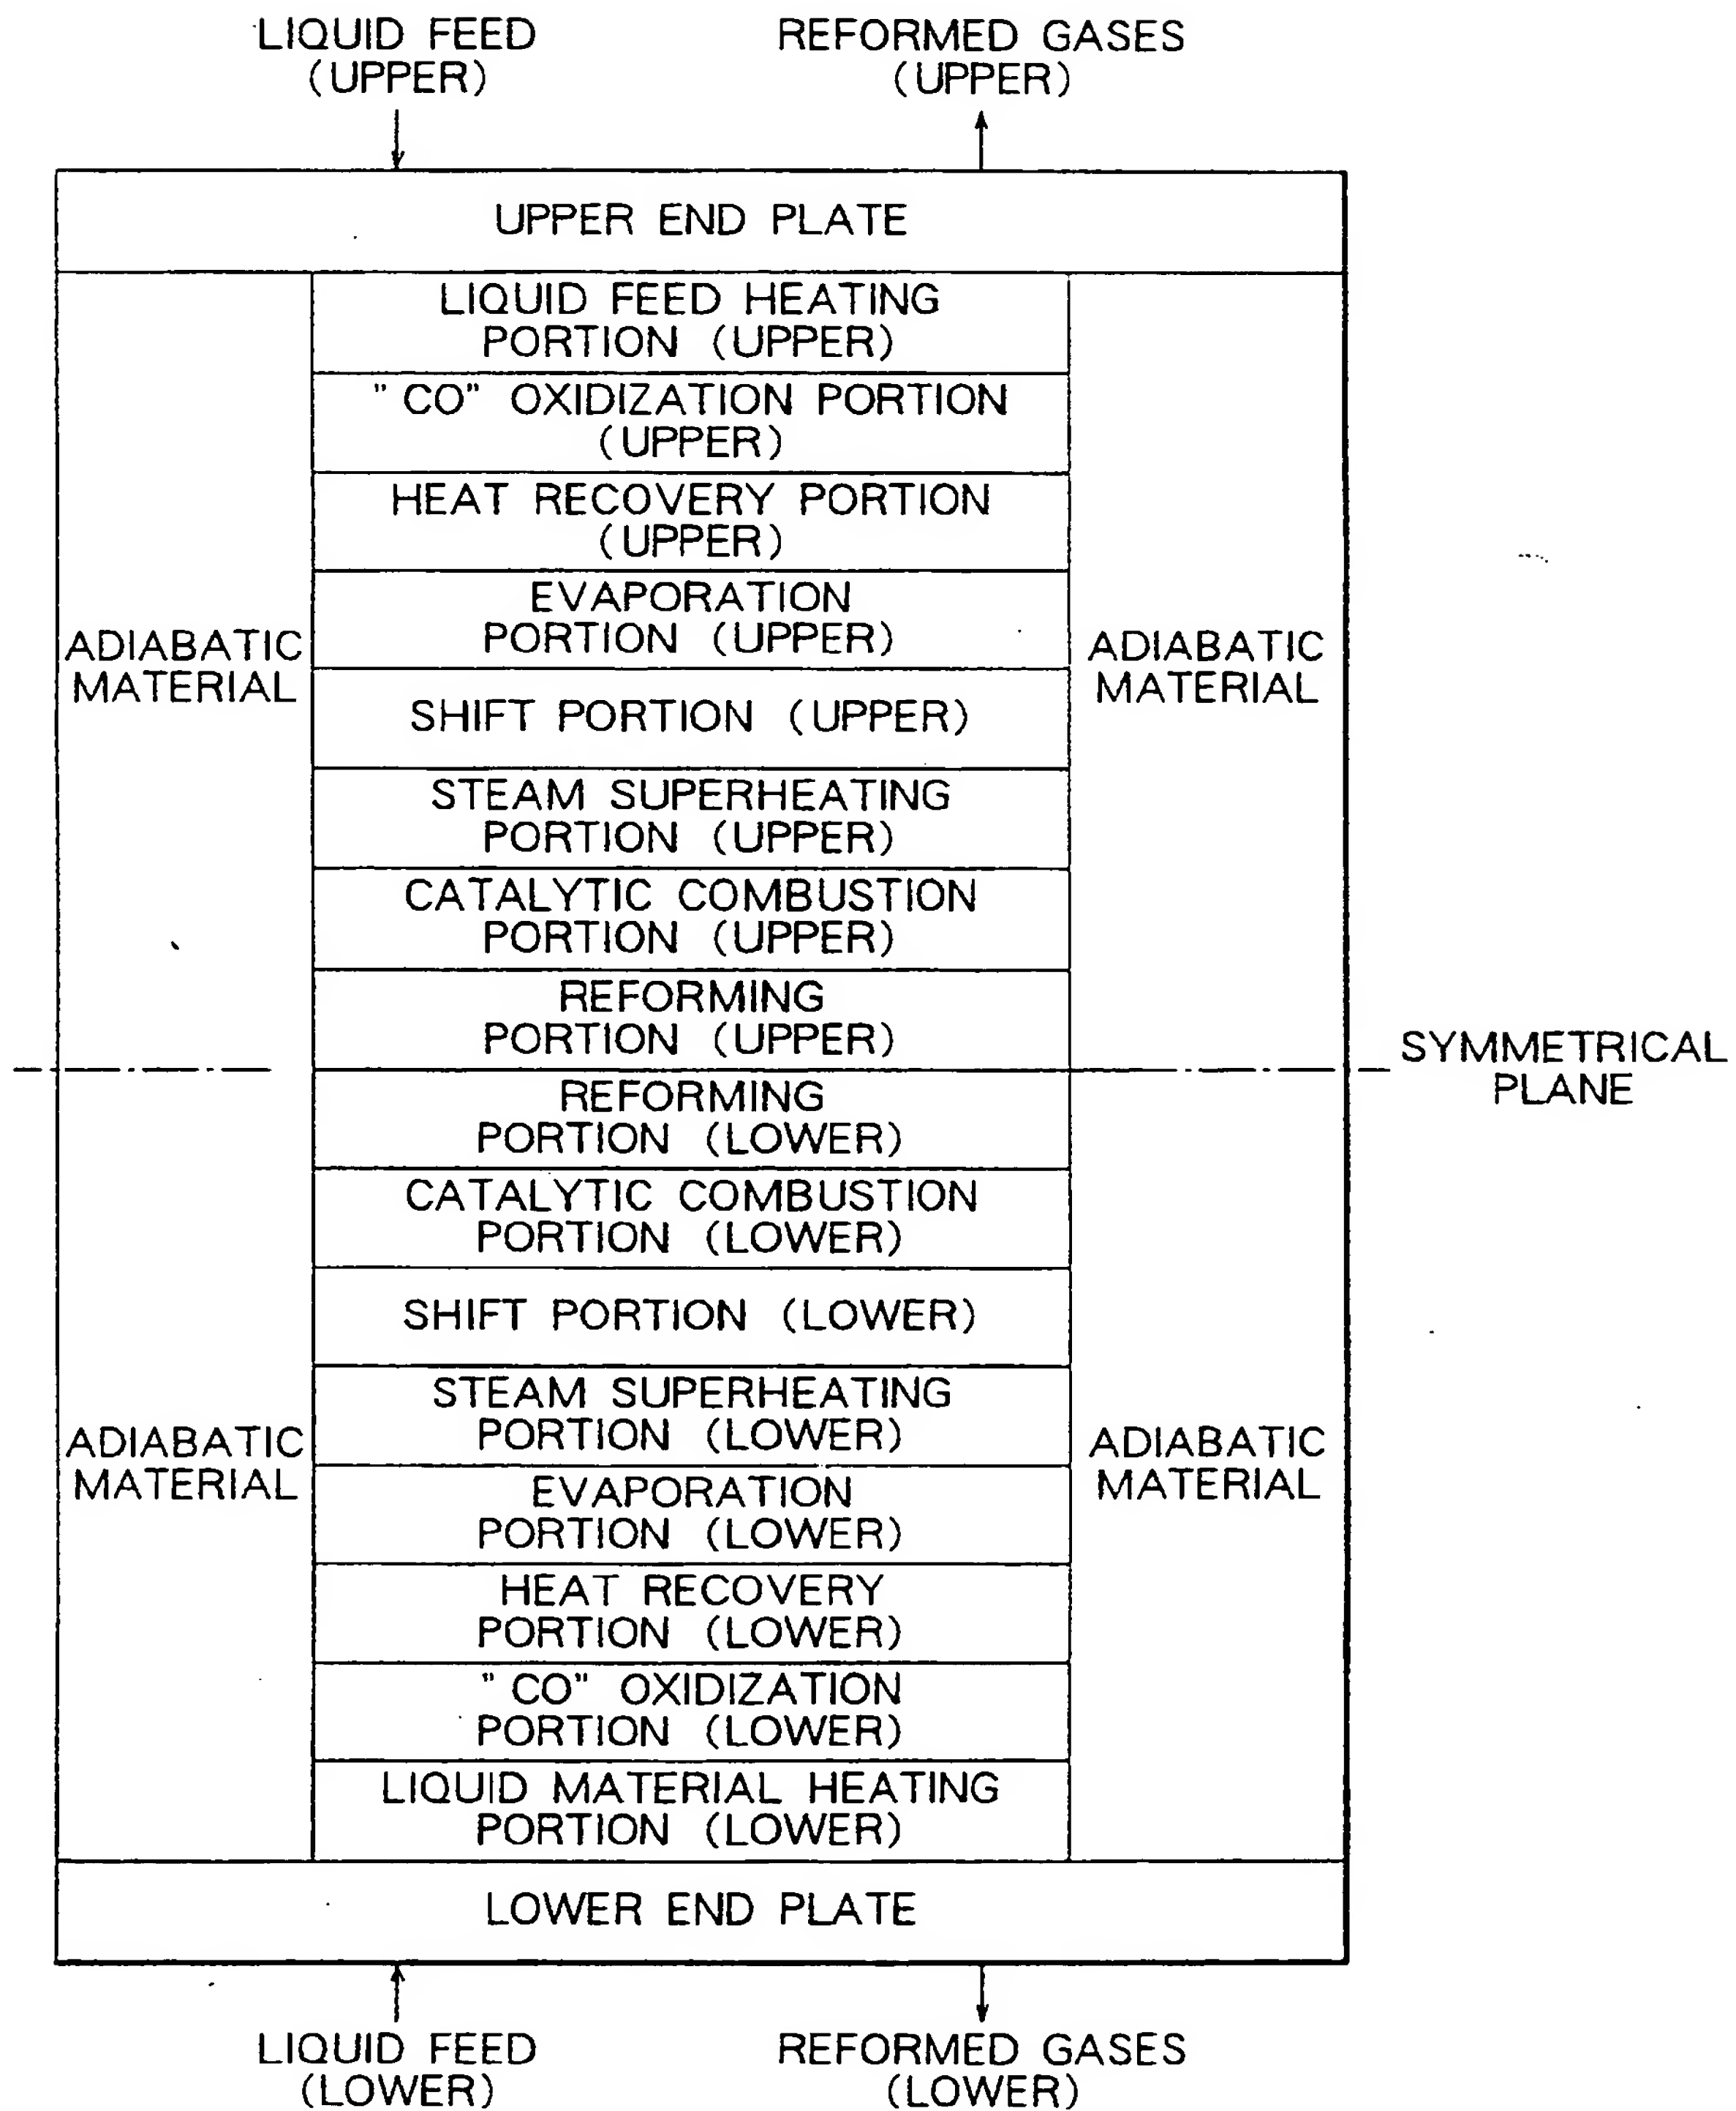 LIQUID FEED
(UPPER)
REFORMED GASES
(UPPER)
UPPER END PLATE
LIQUID FEED HEATING
PORTION (UPPER)
"CO" OXIDIZATION PORTION
(UPPER)
HEAT RECOVERY PORTION
(UPPER)
EVAPORATION
PORTION (UPPER)
ADIABATIC
MATERIAL
ADIABATIC
MATERIAL
SHIFT PORTION (UPPER)
STEAM SUPERHEATING
PORTION (UPPER)
CATALYTIC COMBUSTION
PORTION (UPPER)
REFORMING
PORTION (UPPER)
SYMMETRICAL
PLANE
REFORMING
PORTION (LOWER)
CATALYTIC COMBUSTION
PORTION (LOWER)
SHIFT PORTION (LOWER)
STEAM SUPERHEATING
PORTION (LOWER)
ADIABATIC
MATERIAL
ADIABATIC
MATERIAL
EVAPORATION
PORTION (LOWER)
HEAT RECOVERY
PORTION (LOWER)
"CO" OXIDIZATION
PORTION (LOWER)
LIQUID MATERIAL HEATING
PORTION (LOWER)
LOWER END PLATE
LIQUID FEED
(LOWER)
REFORMED GASES
(LOWER)